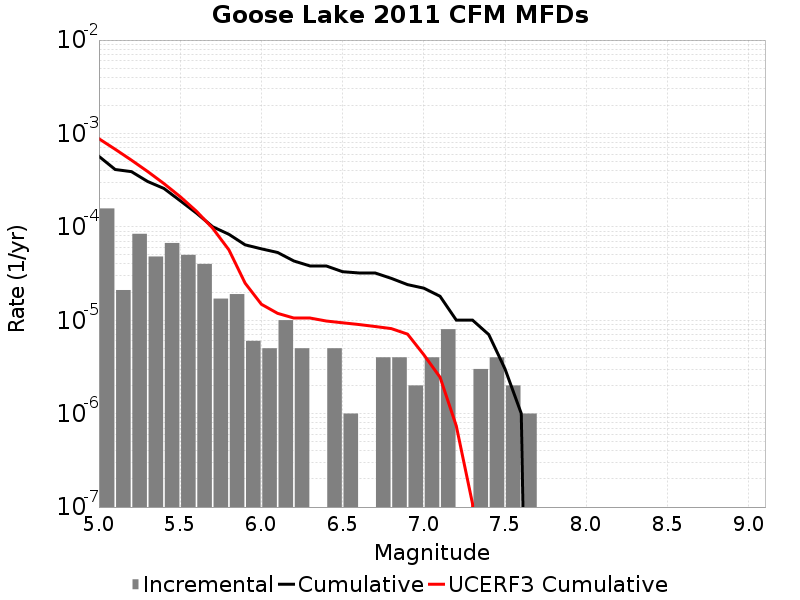 Goose Lake 2011 CFM MFDs
10-2
10-3
10-4
10-5
10-6
10-7
Rate (1/yr)
5.0 5.5 6.0 6.5 7.0 7.5 8.0 8.5 9.0
Magnitude
Incremental Cumulative UCERF3 Cumulative